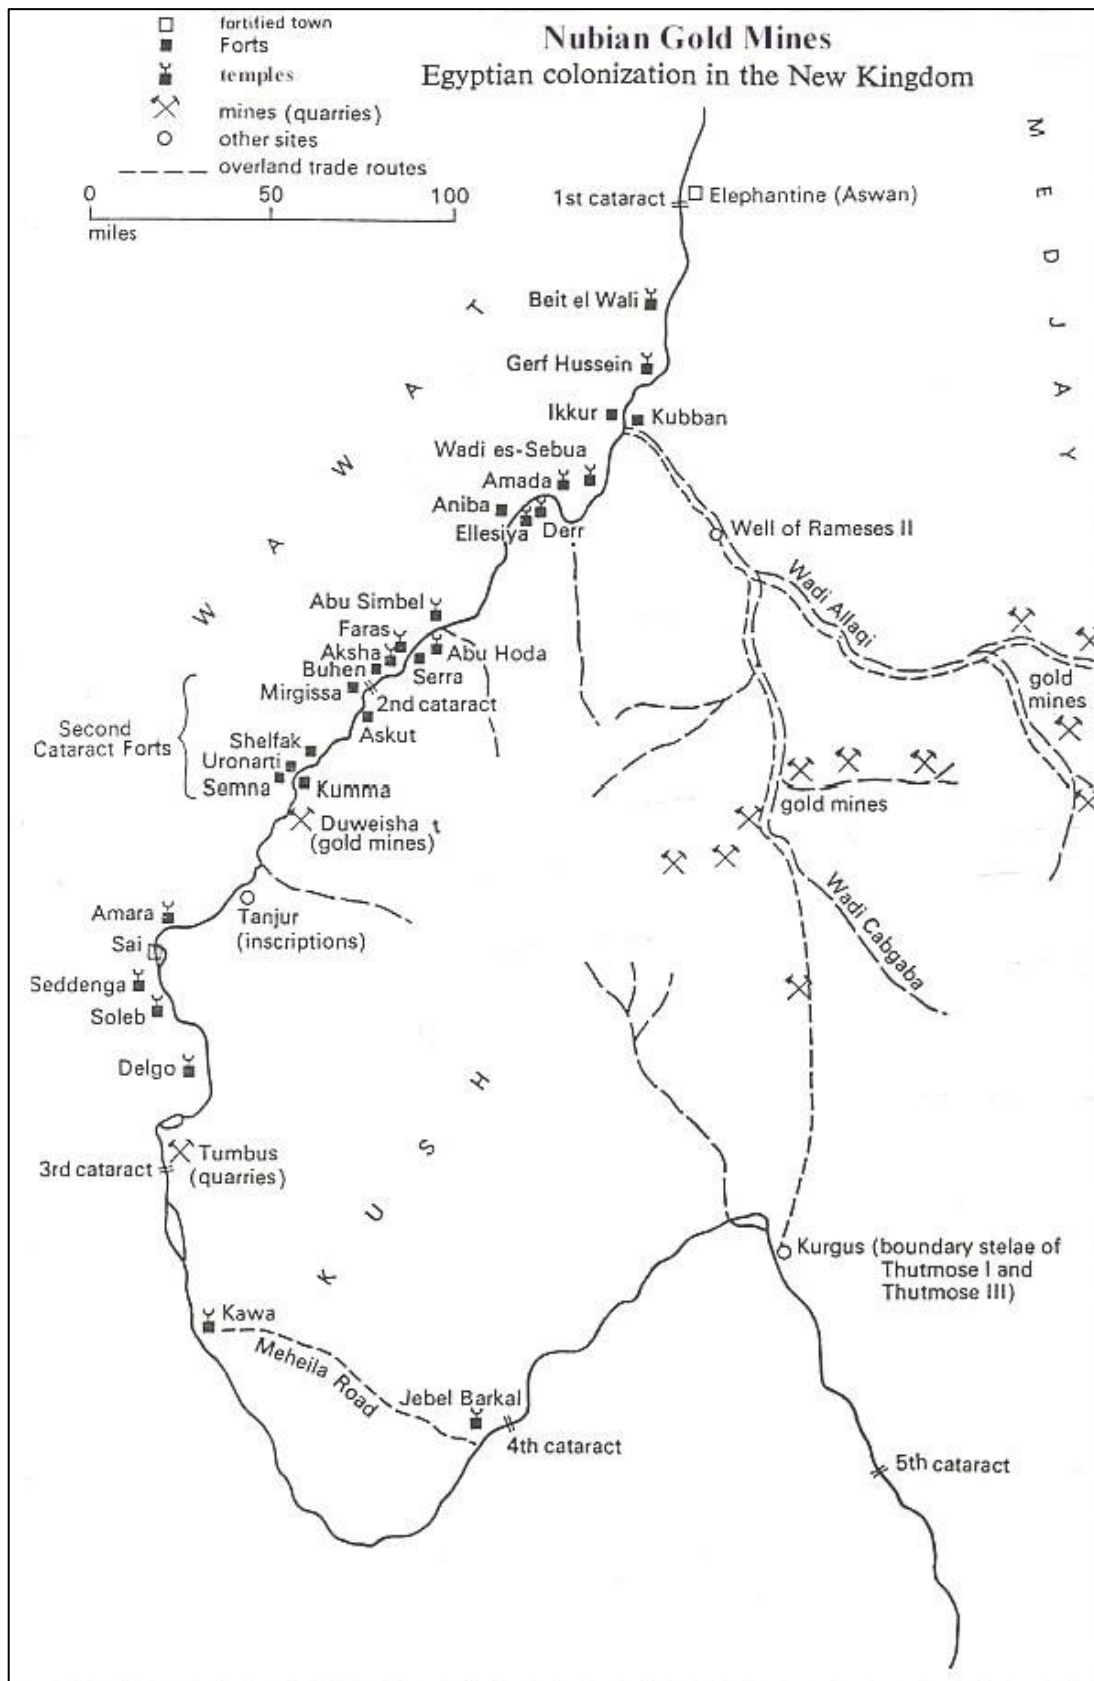 Nubian Gold Mines
Egyptian colonization in the New Kingdom
fortified town
Forts
temples
mines (quarries)
other sites
overland trade routes
0 50 100
miles
MEDJAY
1st cataract
Elephantine (Aswan)
Beit el Wali
Gerf Hussein
Ikkur
Kubban
Wadi es-Sebua
Amada
Aniba
Ellesiya
Derr
WAWAT
Well of Rameses II
Wadi Allaqi
gold
mines
Abu Simbel
Faras
Aksha
Buhen
Mirgissa
Abu Hoda
Serra
2nd cataract
Askut
Second
Cataract Forts
Shelfak
Uronarti
Semna
Kumma
gold mines
Duweisha t
(gold mines)
Wadi Cabgaba
Amara
Tanjur
(inscriptions)
Sai
Seddenga
Soleb
Delgo
KUSH
Tumbus
(quarries)
3rd cataract
Kurgus (boundary stelae of
Thutmose I and
Thutmose III)
Kawa
Meheila Road
Jebel Barkal
4th cataract
5th cataract